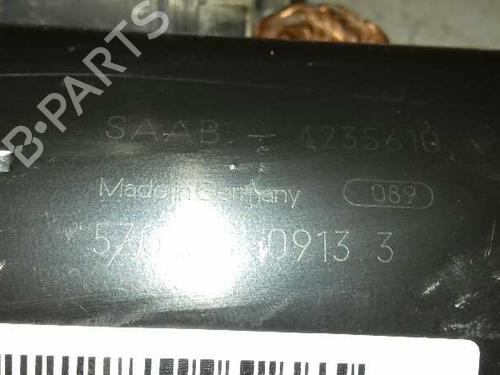 B-PARTS
SAAB - 4235610
Made in Germany 089
0913 3